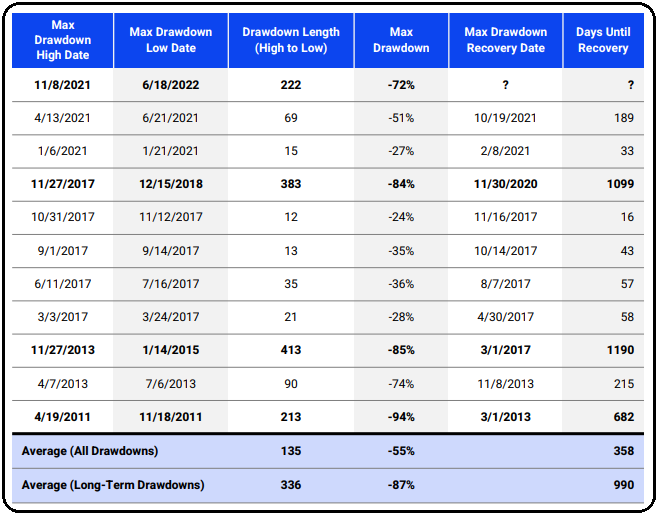 Max Drawdown High Date | Max Drawdown Low Date | Drawdown Length (High to Low) | Max Drawdown | Max Drawdown Recovery Date | Days Until Recovery
11/8/2021 6/18/2022 222 -72% ? ?
4/13/2021 6/21/2021 69 -51% 10/19/2021 189
1/6/2021 1/21/2021 15 -27% 2/8/2021 33
11/27/2017 12/15/2018 383 -84% 11/30/2020 1099
10/31/2017 11/12/2017 12 -24% 11/16/2017 16
9/1/2017 9/14/2017 13 -35% 10/14/2017 43
6/11/2017 7/16/2017 35 -36% 8/7/2017 57
3/3/2017 3/24/2017 21 -28% 4/30/2017 58
11/27/2013 1/14/2015 413 -85% 3/1/2017 1190
4/7/2013 7/6/2013 90 -74% 11/8/2013 215
4/19/2011 11/18/2011 213 -94% 3/1/2013 682
Average (All Drawdowns) 135 -55% 358
Average (Long-Term Drawdowns) 336 -87% 990